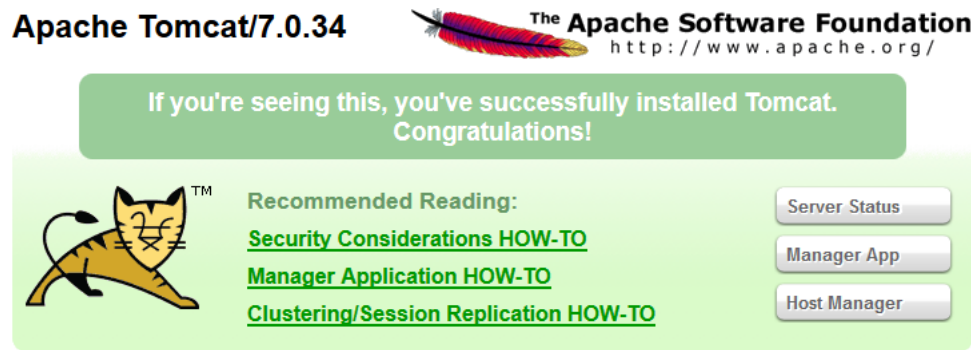 Apache Tomcat/7.0.34
The Apache Software Foundation
http://www.apache.org/
If you're seeing this, you've successfully installed Tomcat.
Congratulations!
TM
Recommended Reading:
Security Considerations HOW-TO
Manager Application HOW-TO
Clustering/Session Replication HOW-TO
Server Status
Manager App
Host Manager